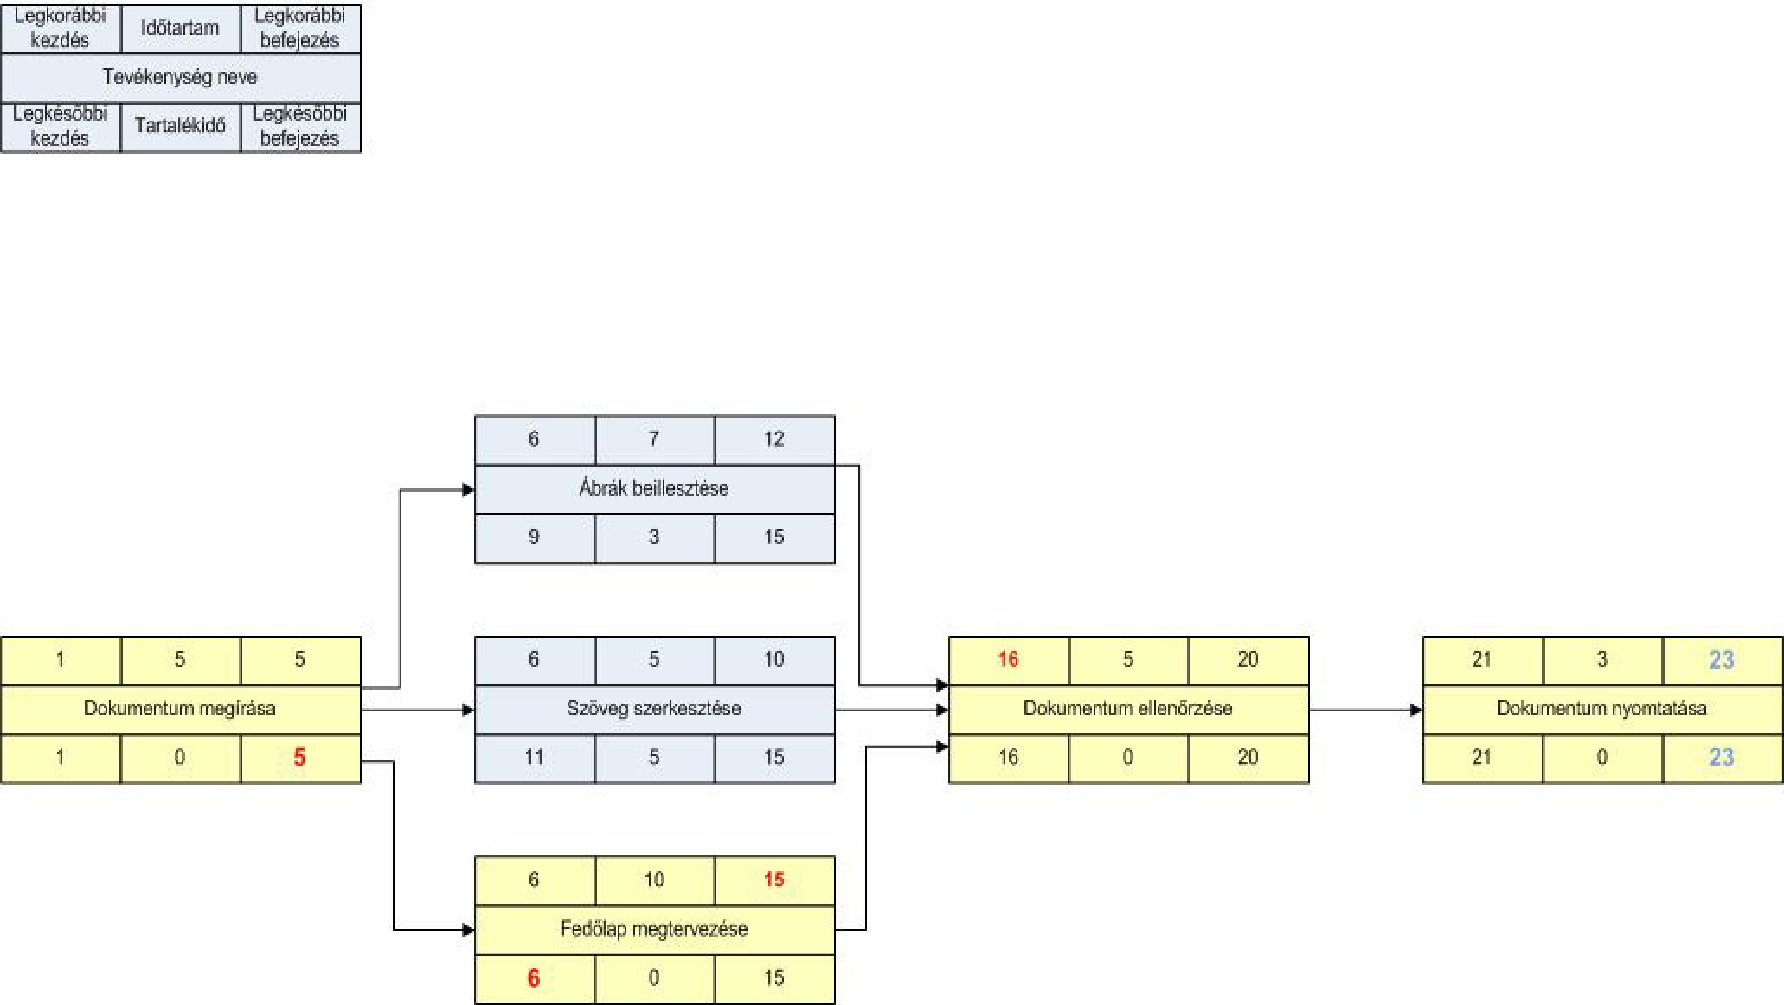 Legkorábbi kezdés
Időtartam
Legkorábbi befejezés
Tevékenység neve
Legkésõbbi kezdés
Tartalékidő
Legkésõbbi befejezés
6 7 12
Ábrák beillesztése
9 3 15
1 5 5
Dokumentum megírása
1 0 5
6 5 10
Szöveg szerkesztése
11 5 15
6 10 15
Fedőlap megtervezése
6 0 15
16 5 20
Dokumentum ellenőrzése
16 0 20
21 3 23
Dokumentum nyomtatása
21 0 23